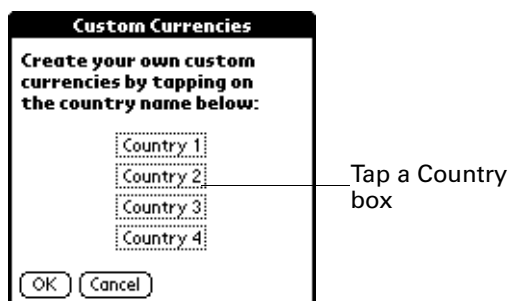 Custom Currencies
Create your own custom
currencies by tapping on
the country name below:
Country 1
Country 2
Country 3
Country 4
Tap a Country
box
OK Cancel